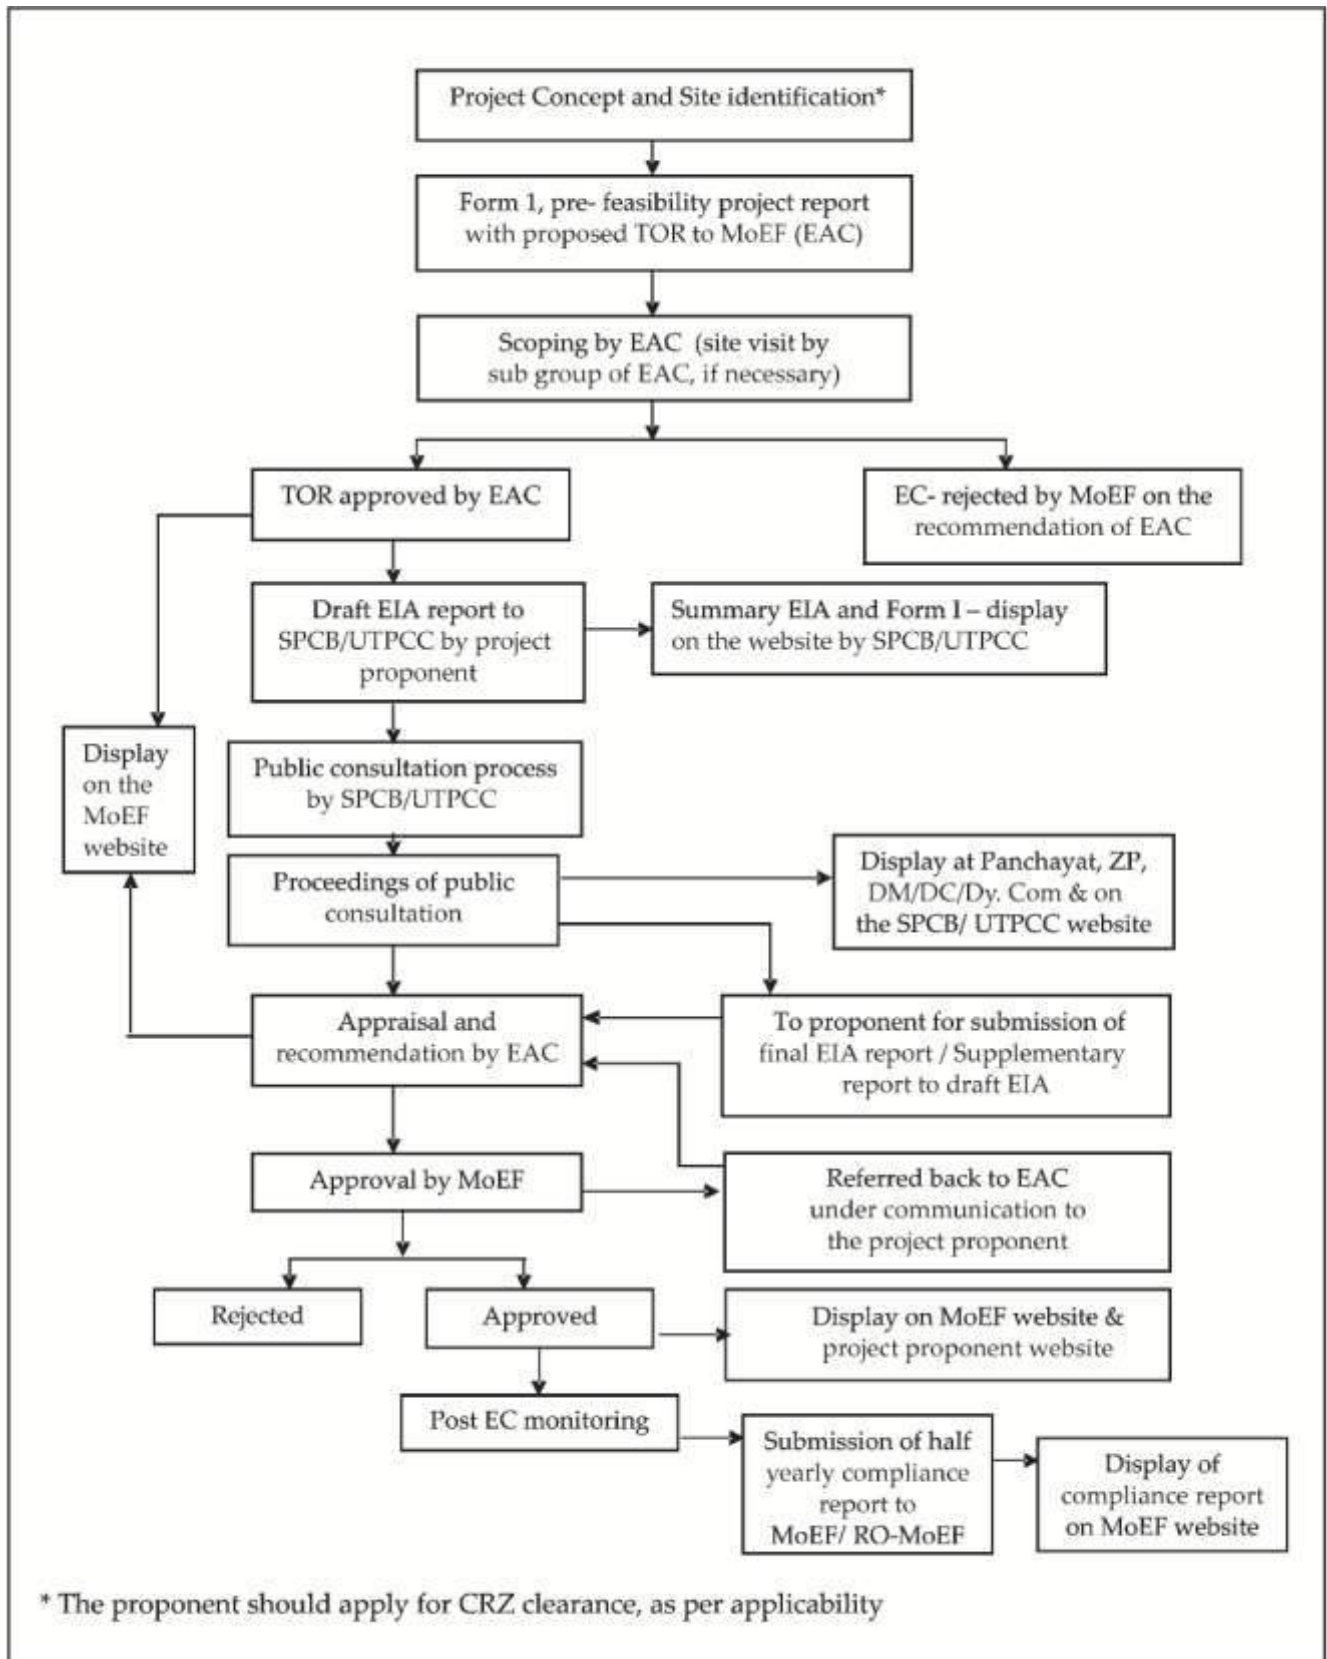 Project Concept and Site identification*
Form 1, pre- feasibility project report
with proposed TOR to MoEF (EAC)
Scoping by EAC (site visit by
sub group of EAC, if necessary)
TOR approved by EAC
EC- rejected by MoEF on the
recommendation of EAC
Draft EIA report to
SPCB/UTPCC by project
proponent
Summary EIA and Form I – display
on the website by SPCB/UTPCC
Display
on the
MoEF
website
Public consultation process
by SPCB/UTPCC
Proceedings of public
consultation
Display at Panchayat, ZP,
DM/DC/Dy. Com & on
the SPCB/ UTPCC website
Appraisal and
recommendation by EAC
To proponent for submission of
final EIA report / Supplementary
report to draft EIA
Approval by MoEF
Referred back to EAC
under communication to
the project proponent
Rejected
Approved
Display on MoEF website &
project proponent website
Post EC monitoring
Submission of half
yearly compliance
report to
MoEF/ RO-MoEF
Display of
compliance report
on MoEF website
* The proponent should apply for CRZ clearance, as per applicability